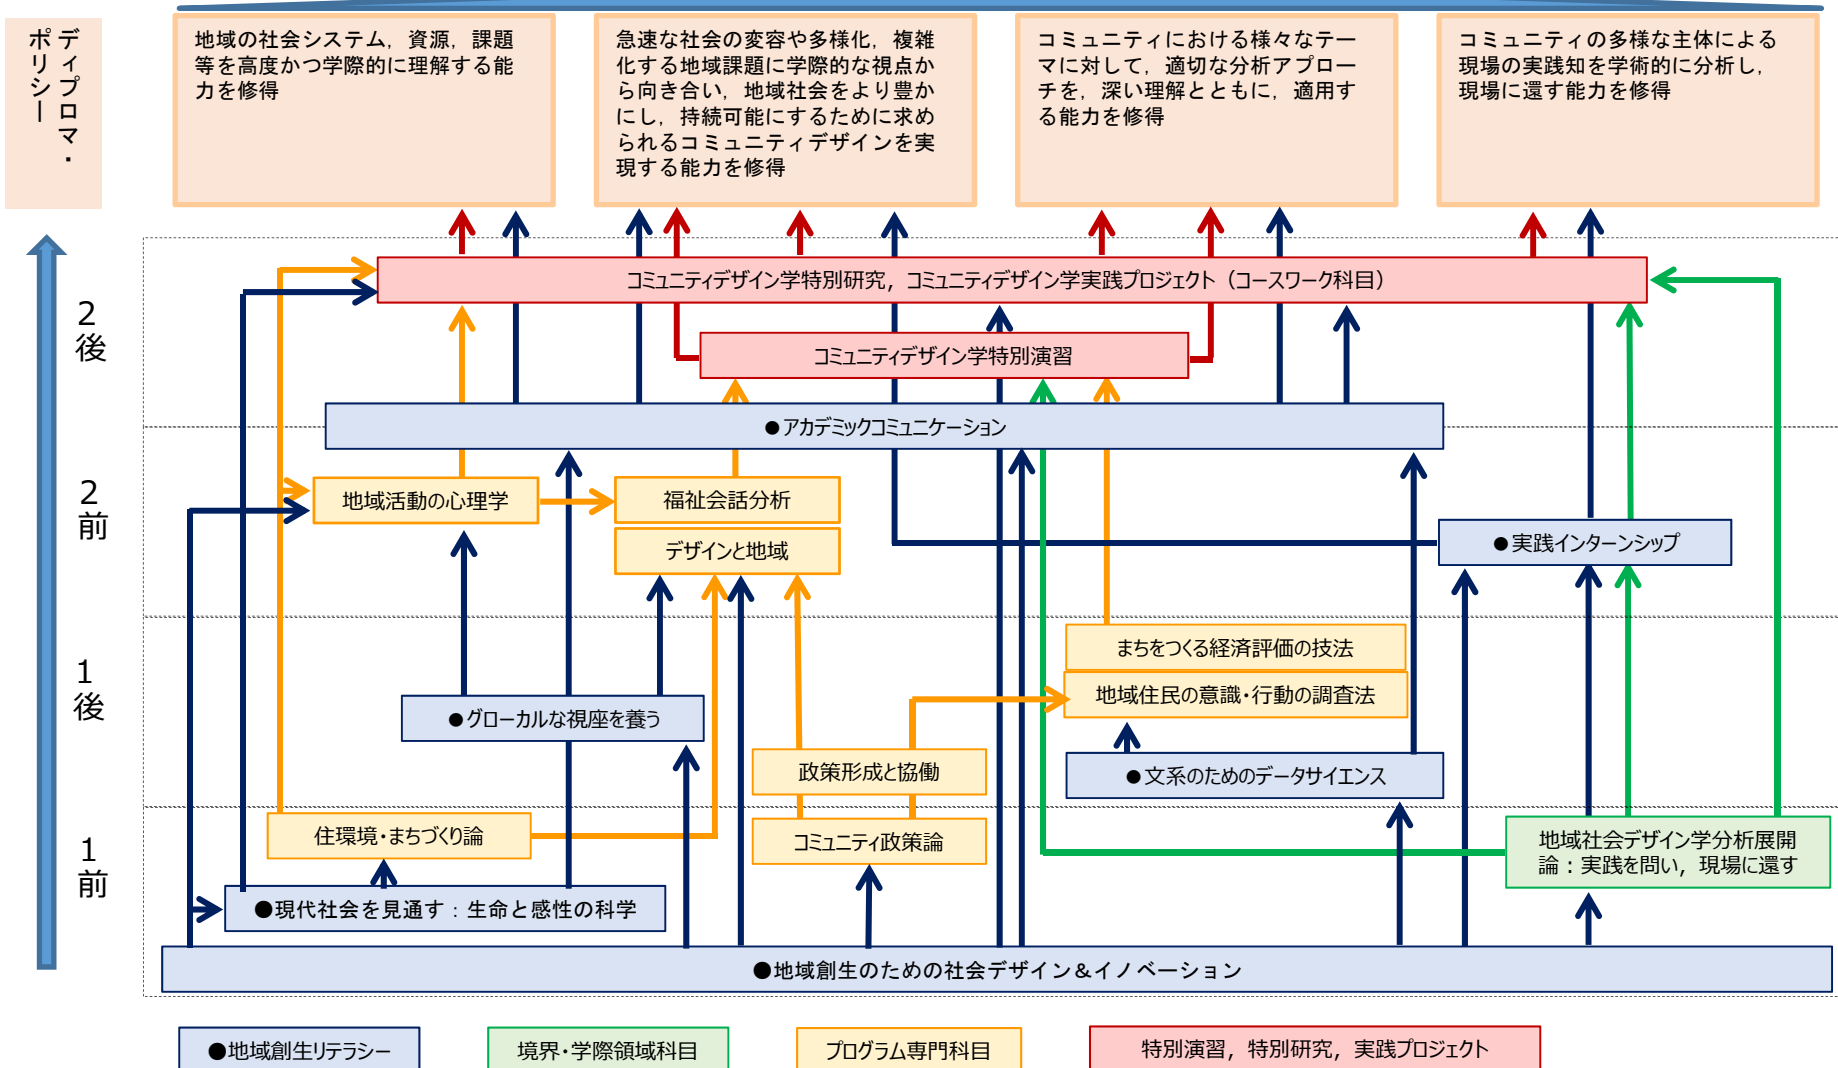 ディプロマ・
ポリシー
地域の社会システム，資源，課題
等を高度かつ学際的に理解する能
力を修得
急速な社会の変容や多様化，複雑
化する地域課題に学際的な視点か
ら向き合い，地域社会をより豊か
にし，持続可能にするために求め
られるコミュニティデザインを実
現する能力を修得
コミュニティにおける様々なテー
マに対して，適切な分析アプロー
チを，深い理解とともに，適用す
る能力を修得
コミュニティの多様な主体による
現場の実践知を学術的に分析し，
現場に還す能力を修得
2
後
コミュニティデザイン学特別研究，コミュニティデザイン学実践プロジェクト（コースワーク科目）
コミュニティデザイン学特別演習
●アカデミックコミュニケーション
2
前
地域活動の心理学
福祉会話分析
デザインと地域
●実践インターンシップ
1
後
まちをつくる経済評価の技法
地域住民の意識・行動の調査法
●グローカルな視座を養う
政策形成と協働
●文系のためのデータサイエンス
1
前
住環境・まちづくり論
コミュニティ政策論
地域社会デザイン学分析展開
論：実践を問い，現場に還す
●現代社会を見通す：生命と感性の科学
●地域創生のための社会デザイン＆イノベーション
●地域創生リテラシー
境界・学際領域科目
プログラム専門科目
特別演習，特別研究，実践プロジェクト